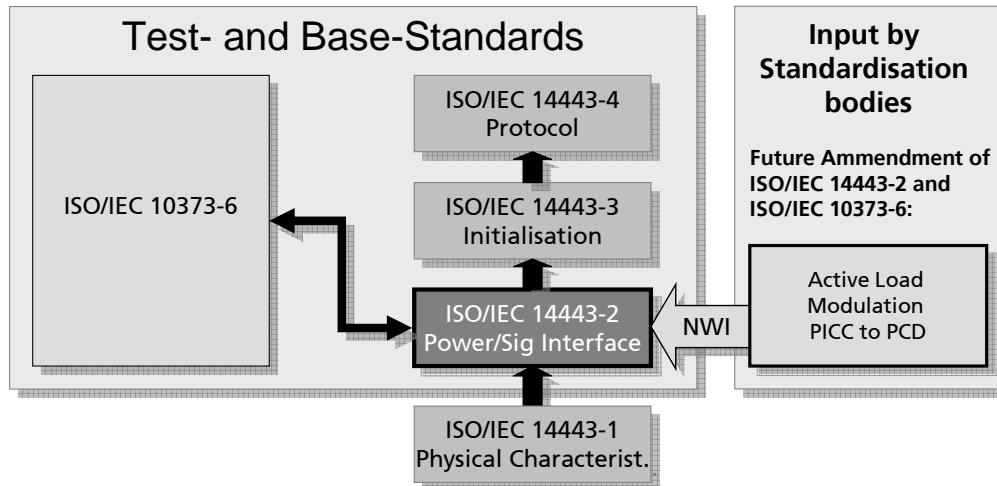 Test- and Base-Standards
ISO/IEC 10373-6
ISO/IEC 14443-4
Protocol
ISO/IEC 14443-3
Initialisation
ISO/IEC 14443-2
Power/Sig Interface
ISO/IEC 14443-1
Physical Characterist.
NWI
Input by
Standardisation
bodies
Future Ammendment of
ISO/IEC 14443-2 and
ISO/IEC 10373-6:
Active Load
Modulation
PICC to PCD